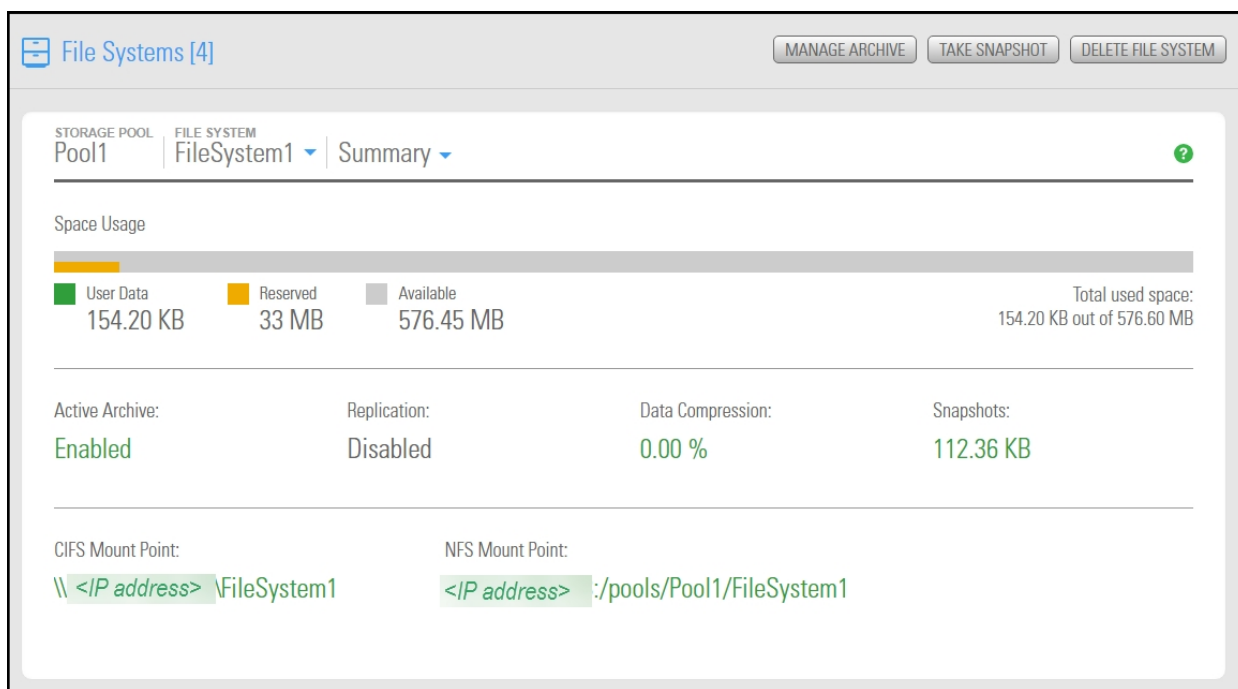 File Systems [4]
MANAGE ARCHIVE TAKE SNAPSHOT DELETE FILE SYSTEM
STORAGE POOL FILE SYSTEM
Pool1 FileSystem1 Summary
?
Space Usage
User Data Reserved Available Total used space:
154.20 KB 33 MB 576.45 MB 154.20 KB out of 576.60 MB
Active Archive: Replication: Data Compression: Snapshots:
Enabled Disabled 0.00 % 112.36 KB
CIFS Mount Point: NFS Mount Point:
\\ <IP address> \FileSystem1 <IP address> :/pools/Pool1/FileSystem1